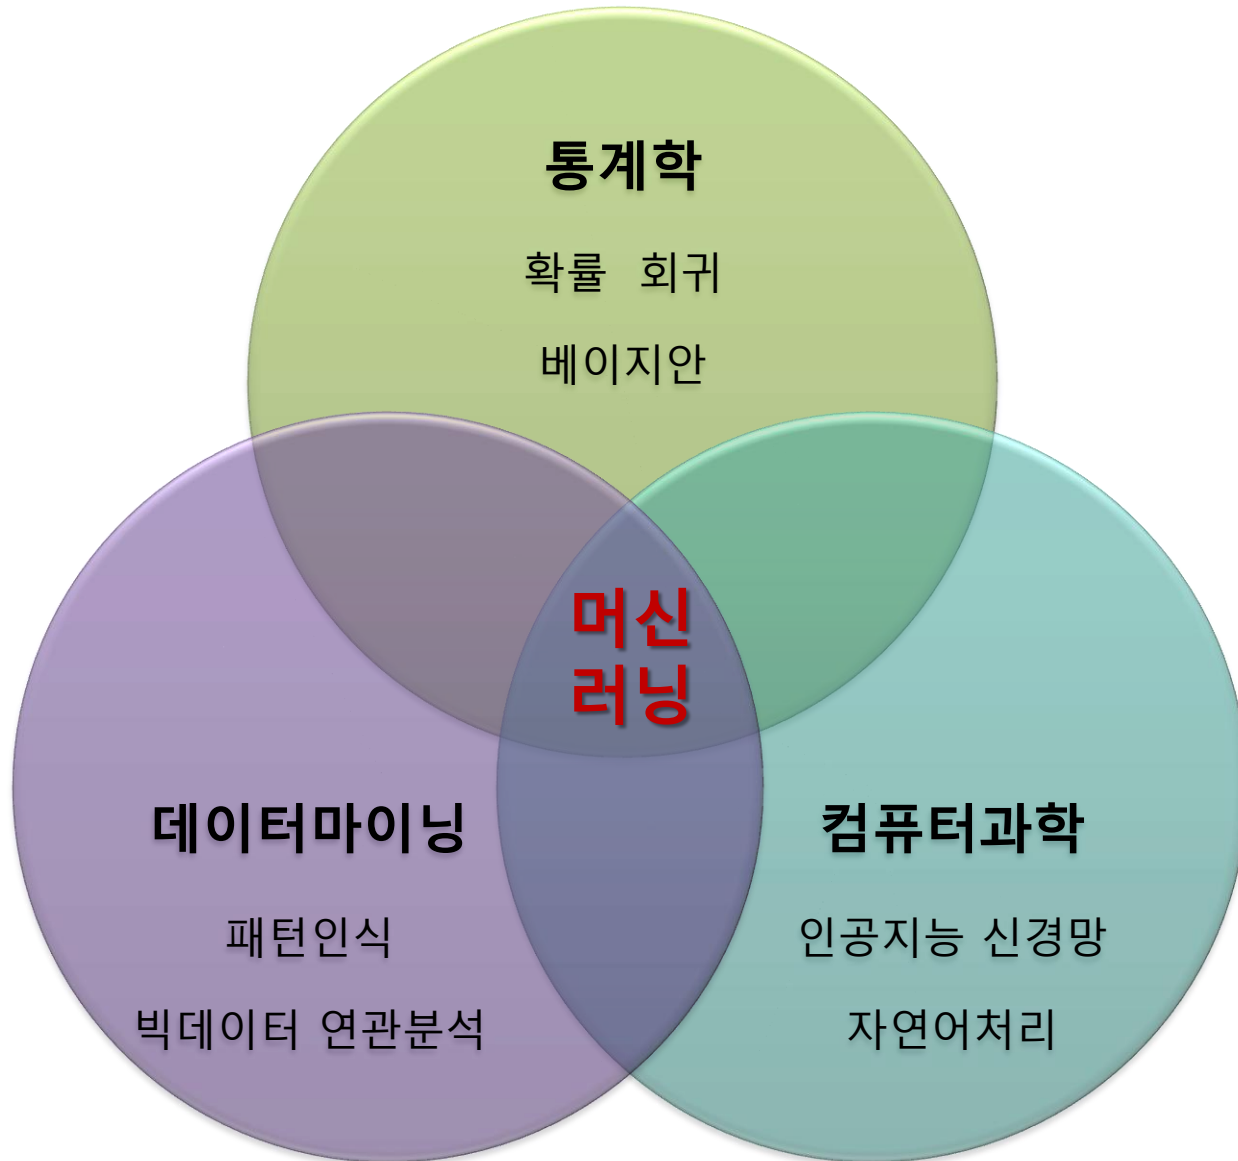 통계학
확률 회귀
베이지안
머신
러닝
데이터마이닝
패턴인식
빅데이터 연관분석
컴퓨터과학
인공지능 신경망
자연어처리